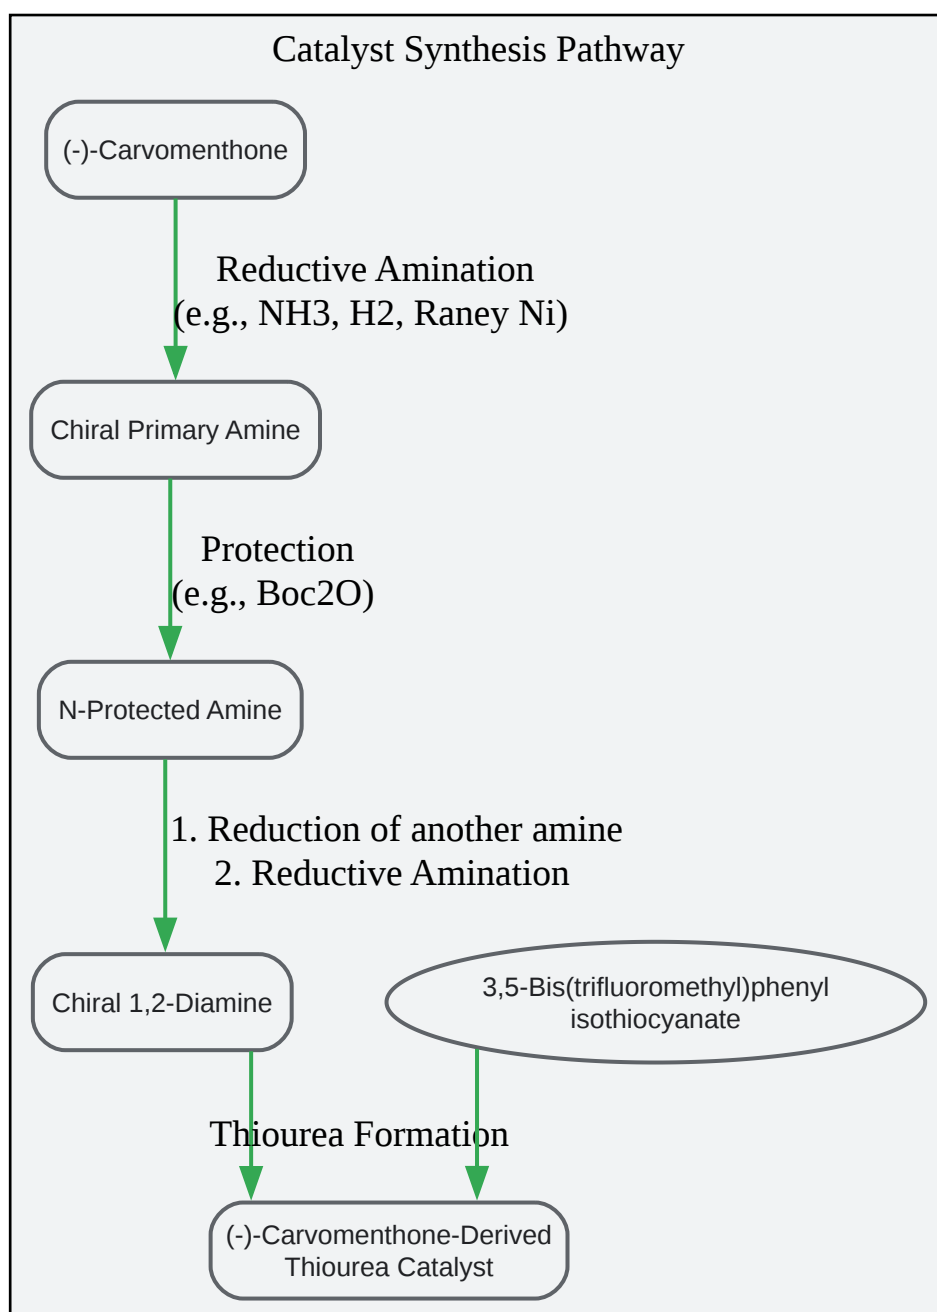 Catalyst Synthesis Pathway
(-)-Carvomenthone
Reductive Amination
(e.g., NH3, H2, Raney Ni)
Chiral Primary Amine
Protection
(e.g., Boc2O)
N-Protected Amine
1. Reduction of another amine
2. Reductive Amination
Chiral 1,2-Diamine
3,5-Bis(trifluoromethyl)phenyl
isothiocyanate
Thiourea Formation
(-)-Carvomenthone-Derived
Thiourea Catalyst